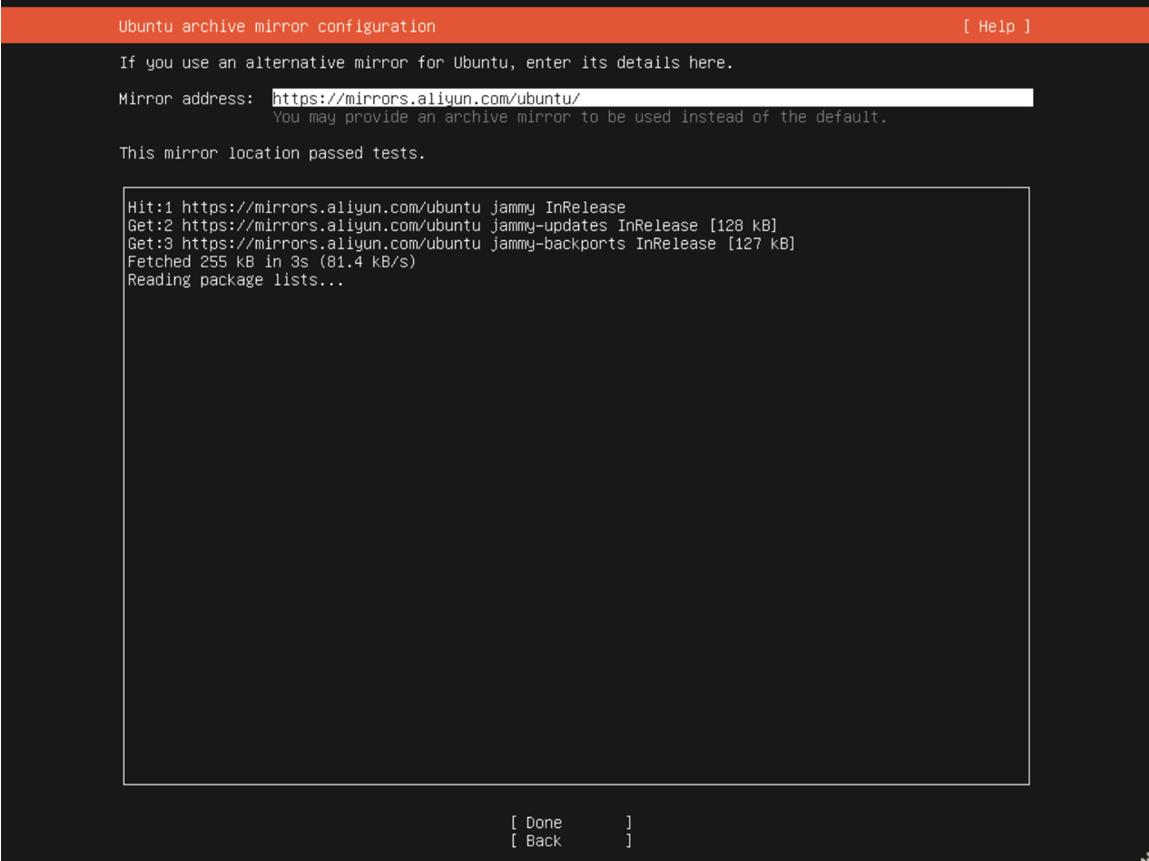 Ubuntu archive mirror configuration [ Help ]
If you use an alternative mirror for Ubuntu, enter its details here.
Mirror address: https://mirrors.aliyun.com/ubuntu/
You may provide an archive mirror to be used instead of the default.
This mirror location passed tests.
Hit:1 https://mirrors.aliyun.com/ubuntu jammy InRelease
Get:2 https://mirrors.aliyun.com/ubuntu jammy-updates InRelease [128 kB]
Get:3 https://mirrors.aliyun.com/ubuntu jammy-backports InRelease [127 kB]
Fetched 255 kB in 3s (81.4 kB/s)
Reading package lists...
[ Done ]
[ Back ]